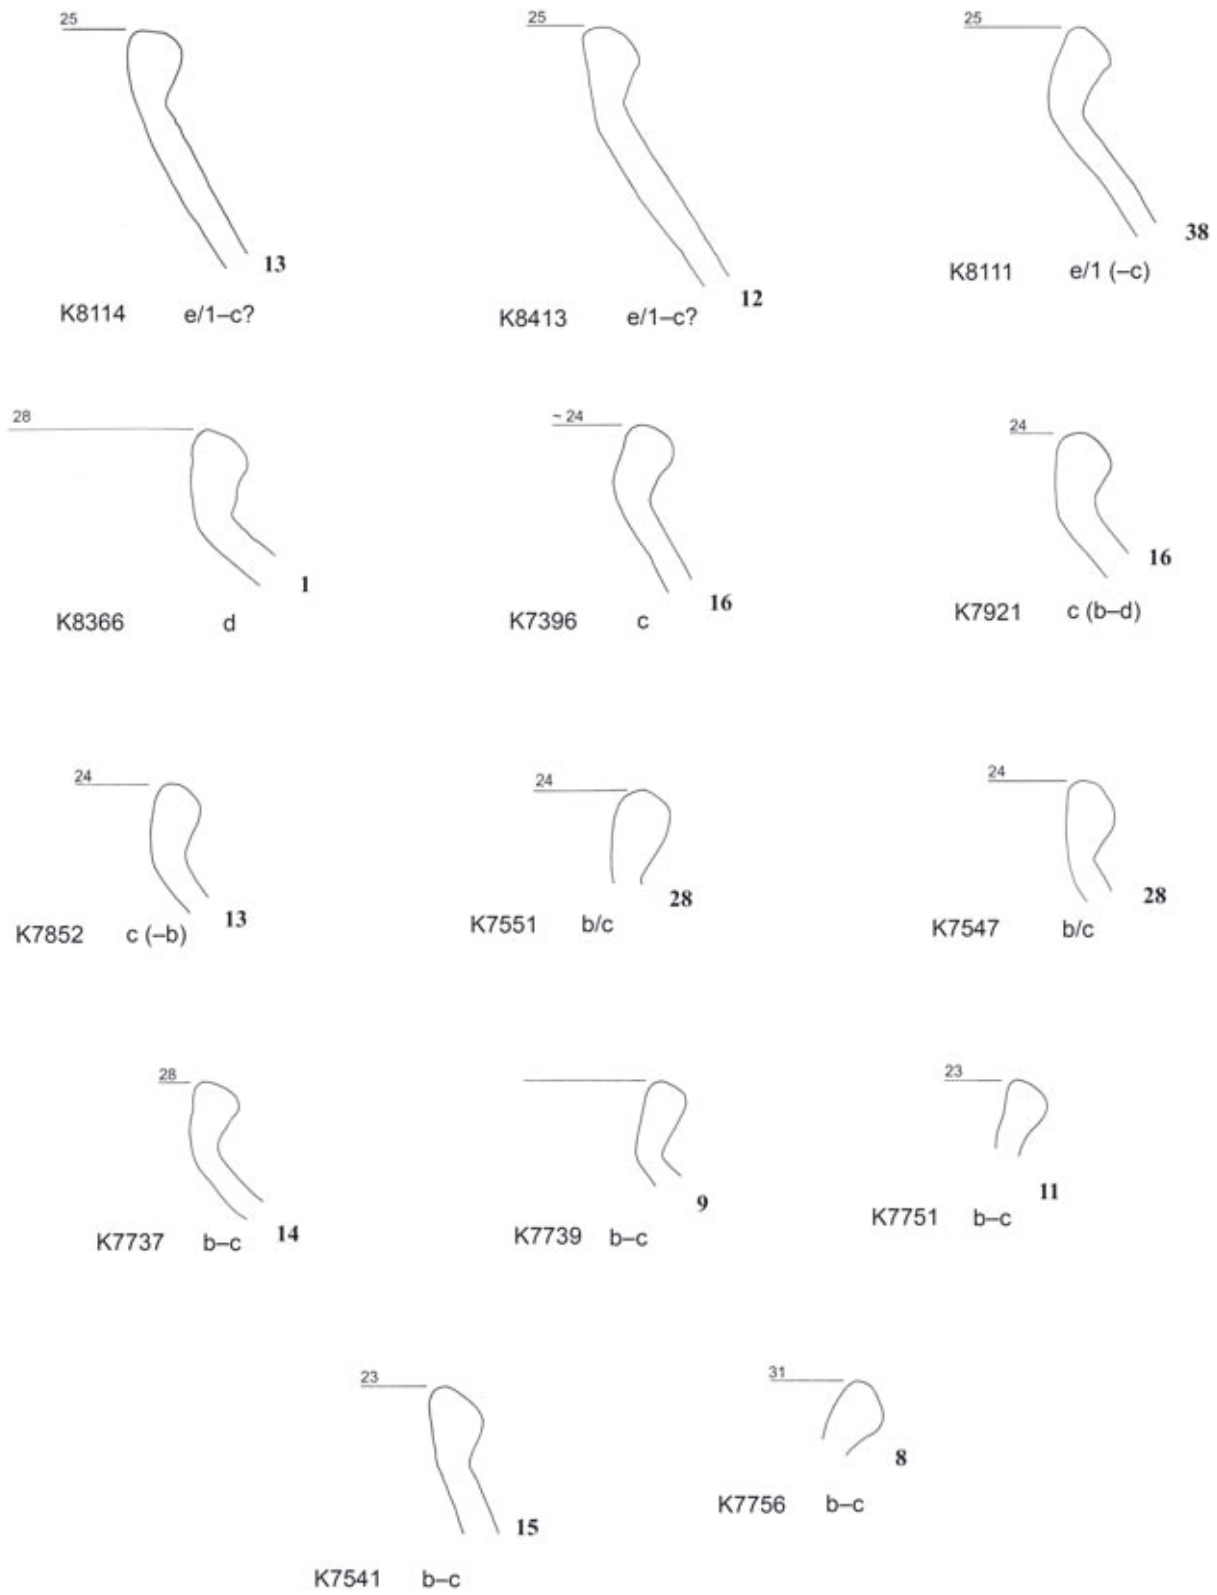 25
25
25
13
12
38
K8114 e/1–c?
K8413 e/1–c?
K8111 e/1 (–c)
28
~ 24
24
1
16
16
K8366 d
K7396 c
K7921 c (b–d)
24
24
24
13
28
28
K7852 c (–b)
K7551 b/c
K7547 b/c
28
23
14
9
11
K7737 b–c
K7739 b–c
K7751 b–c
23
31
15
8
K7541 b–c
K7756 b–c